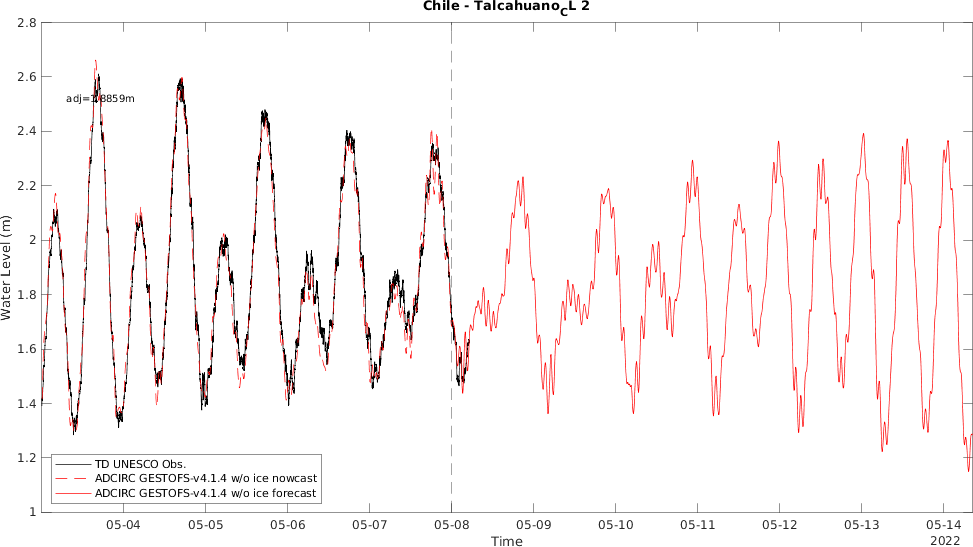 Chile - Talcahuano_CL 2
2.8
2.6
adj=1.8859m
2.4
2.2
2
1.8
1.6
1.4
1.2
1
Water Level (m)
TD UNESCO Obs.
ADCIRC GESTOFS-v4.1.4 w/o ice nowcast
ADCIRC GESTOFS-v4.1.4 w/o ice forecast
05-04 05-05 05-06 05-07 05-08 05-09 05-10 05-11 05-12 05-13 05-14
Time
2022